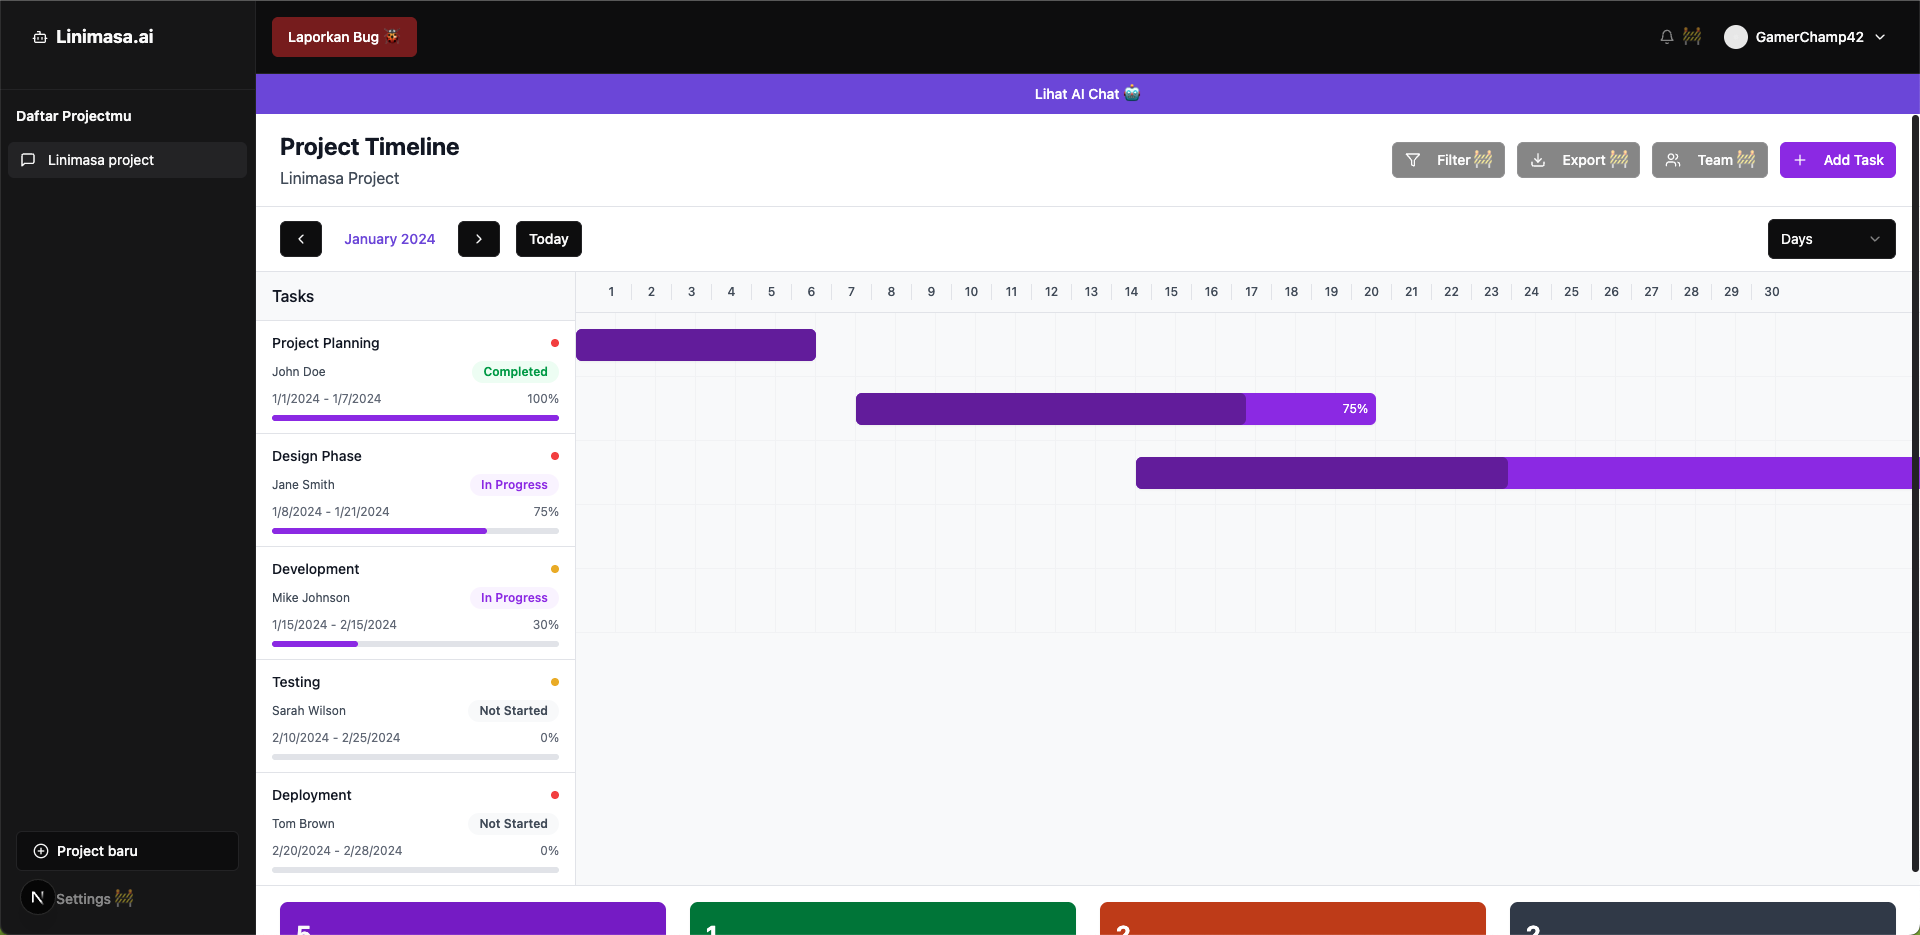 Linimasa.ai
Laporkan Bug
GamerChamp42
Lihat AI Chat
Daftar Projectmu
Linimasa project
Project Timeline
Linimasa Project
Filter
Export
Team
Add Task
January 2024
Today
Days
Tasks
1 2 3 4 5 6 7 8 9 10 11 12 13 14 15 16 17 18 19 20 21 22 23 24 25 26 27 28 29 30
Project Planning
John Doe
Completed
1/1/2024 - 1/7/2024
100%
75%
Design Phase
Jane Smith
In Progress
1/8/2024 - 1/21/2024
75%
Development
Mike Johnson
In Progress
1/15/2024 - 2/15/2024
30%
Testing
Sarah Wilson
Not Started
2/10/2024 - 2/25/2024
0%
Deployment
Tom Brown
Not Started
2/20/2024 - 2/28/2024
0%
Project baru
N
Settings
5
1
2
2